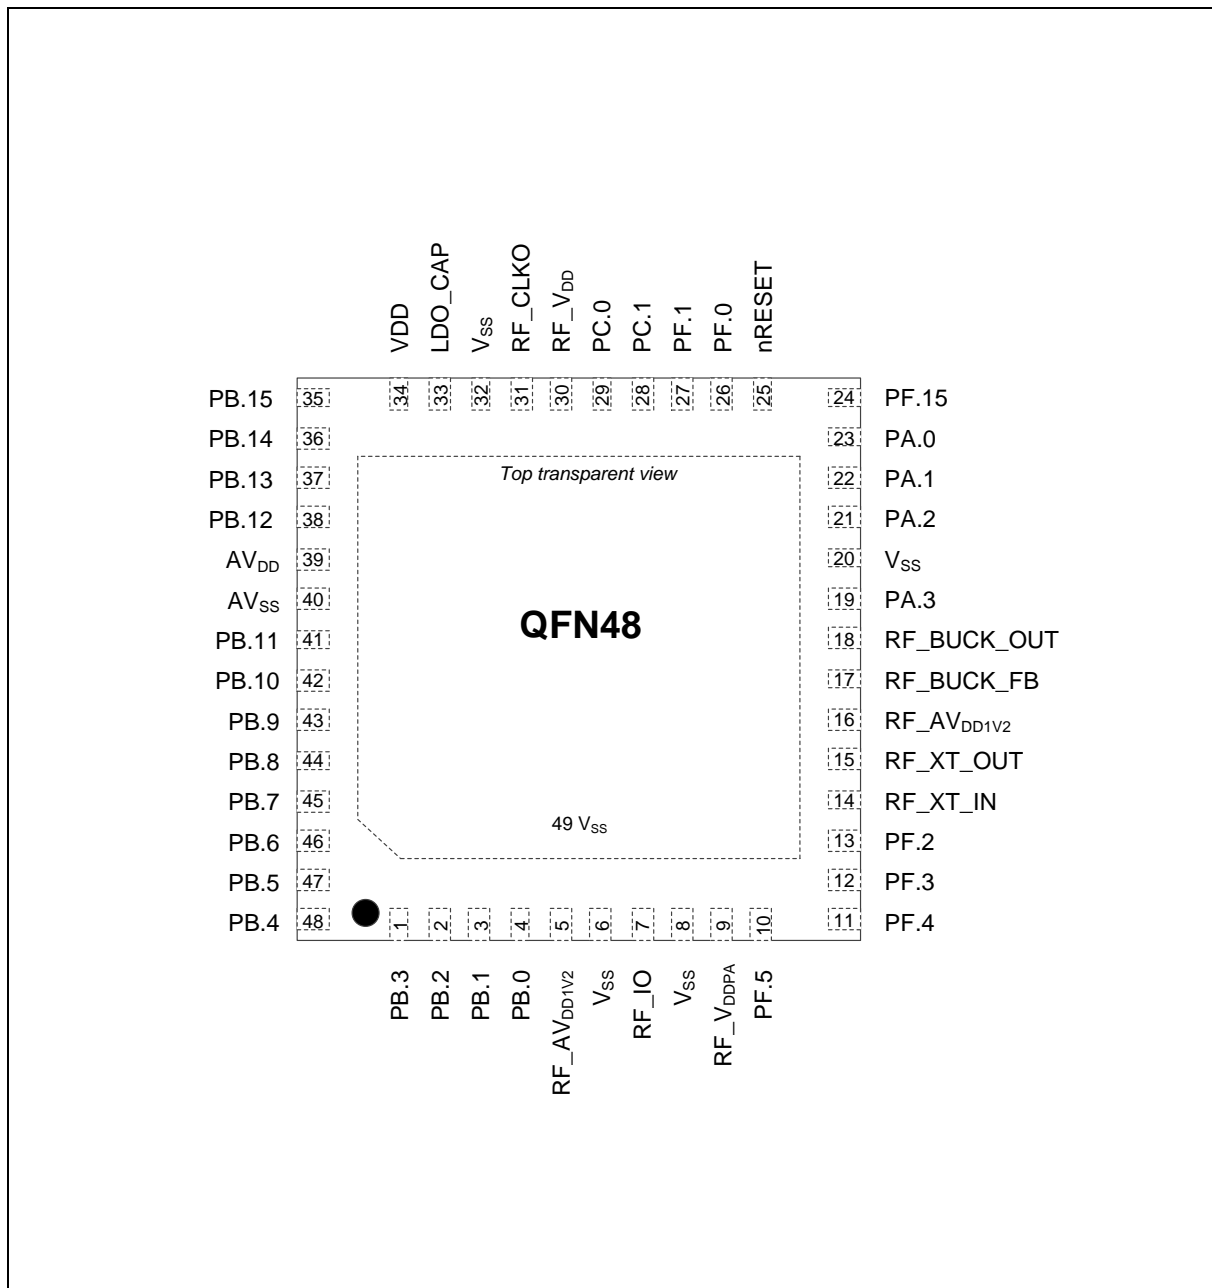 VDD
LDO_CAP
VSS
RF_CLKO
RF_VDD
PC.0
PC.1
PF.1
PF.0
nRESET
34
33
32
31
30
29
28
27
26
25
PB.15 35
PB.14 36
PB.13 37
PB.12 38
AVDD 39
AVSS 40
PB.11 41
PB.10 42
PB.9 43
PB.8 44
PB.7 45
PB.6 46
PB.5 47
PB.4 48
Top transparent view
QFN48
49 VSS
24 PF.15
23 PA.0
22 PA.1
21 PA.2
20 VSS
19 PA.3
18 RF_BUCK_OUT
17 RF_BUCK_FB
16 RF_AVDD1V2
15 RF_XT_OUT
14 RF_XT_IN
13 PF.2
12 PF.3
11 PF.4
1
2
3
4
5
6
7
8
9
10
PB.3
PB.2
PB.1
PB.0
RF_AVDD1V2
VSS
RF_IO
VSS
RF_VDDPA
PF.5